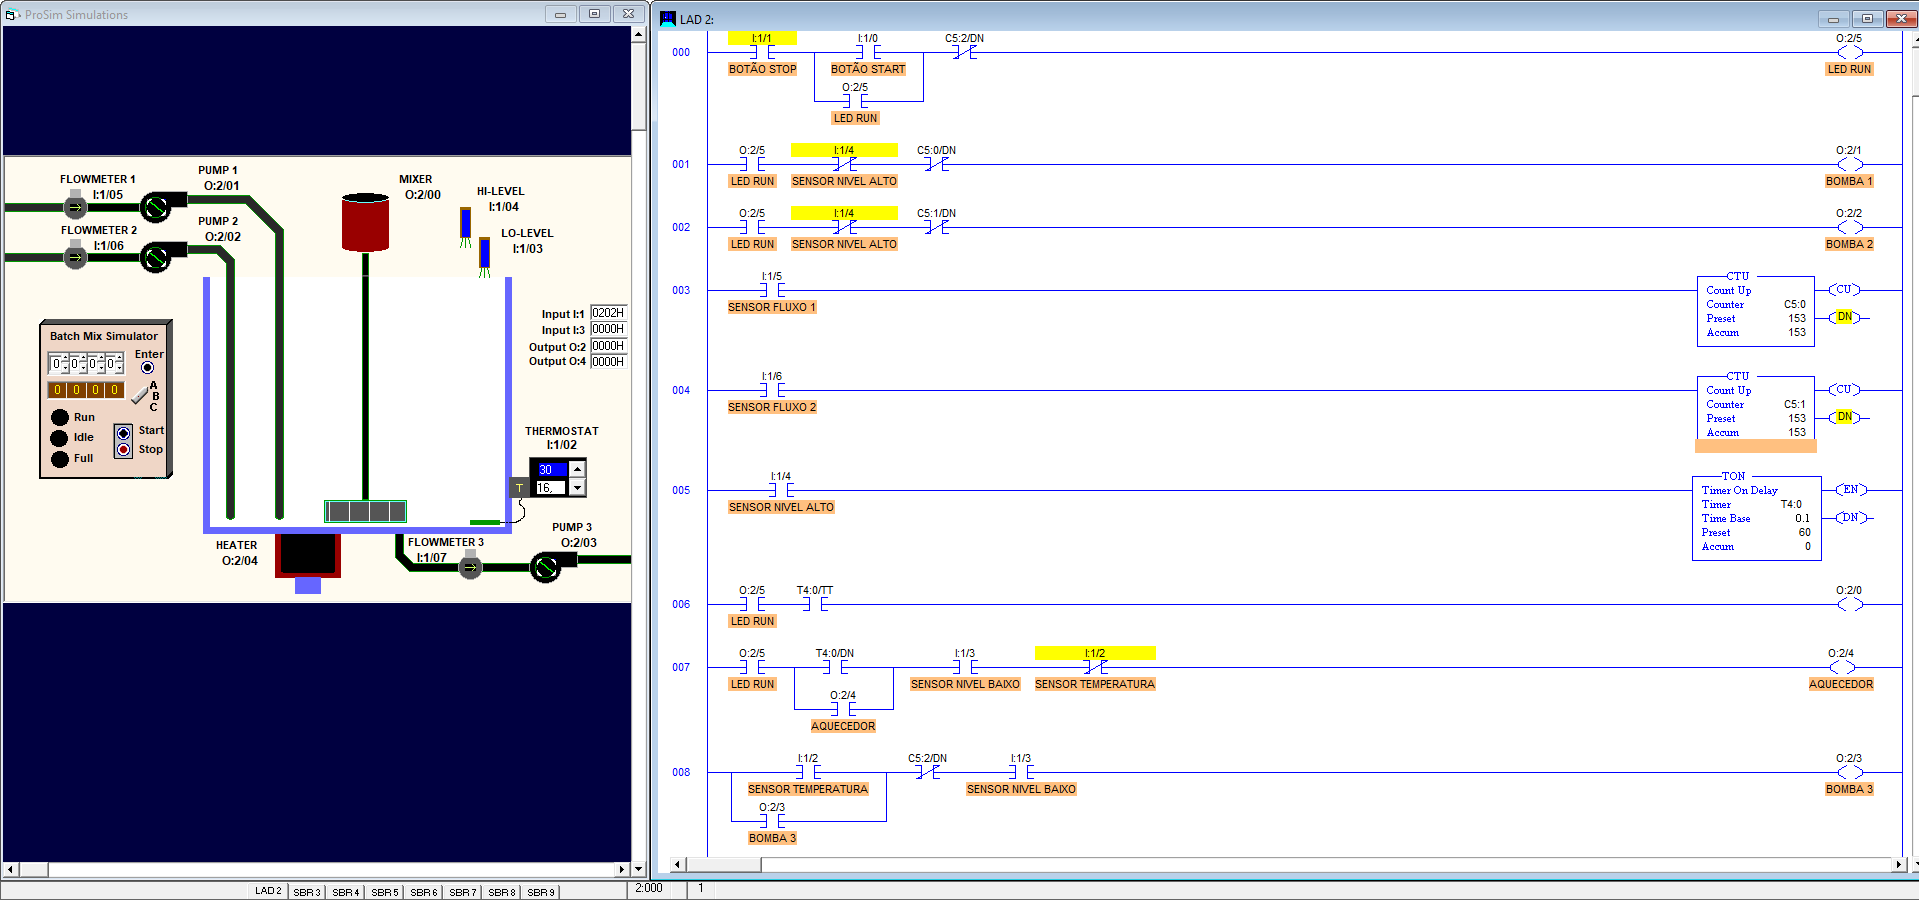 ProSim Simulations
FLOWMETER 1
I:1/05
PUMP 1
O:2/01
FLOWMETER 2
I:1/06
PUMP 2
O:2/02
MIXER
O:2/00
HI-LEVEL
I:1/04
LO-LEVEL
I:1/03
Input I:1 0202H
Input I:3 0000H
Output O:2 0000H
Output O:4 0000H
Batch Mix Simulator
0 0 0 0
Enter
0 0 0 0
A
B
C
Run
Idle
Full
Start
Stop
THERMOSTAT
I:1/02
30
16,
T
HEATER
O:2/04
FLOWMETER 3
I:1/07
PUMP 3
O:2/03
LAD 2:
000
I:1/1
BOTÃO STOP
I:1/0
BOTÃO START
C5:2/DN
O:2/5
LED RUN
O:2/5
LED RUN
001
O:2/5
LED RUN
I:1/4
SENSOR NIVEL ALTO
C5:0/DN
O:2/1
BOMBA 1
002
O:2/5
LED RUN
I:1/4
SENSOR NIVEL ALTO
C5:1/DN
O:2/2
BOMBA 2
003
I:1/5
SENSOR FLUXO 1
CTU
Count Up
Counter C5:0
Preset 153
Accum 153
CU
DN
004
I:1/6
SENSOR FLUXO 2
CTU
Count Up
Counter C5:1
Preset 153
Accum 153
CU
DN
005
I:1/4
SENSOR NIVEL ALTO
TON
Timer On Delay
Timer T4:0
Time Base 0.1
Preset 60
Accum 0
EN
DN
006
O:2/5
LED RUN
T4:0/TT
O:2/0
007
O:2/5
LED RUN
T4:0/DN
O:2/4
AQUECEDOR
I:1/3
SENSOR NIVEL BAIXO
I:1/2
SENSOR TEMPERATURA
O:2/4
AQUECEDOR
008
I:1/2
SENSOR TEMPERATURA
O:2/3
BOMBA 3
C5:2/DN
I:1/3
SENSOR NIVEL BAIXO
O:2/3
BOMBA 3
LAD 2 SBR 3 SBR 4 SBR 5 SBR 6 SBR 7 SBR 8 SBR 9
2:000
1